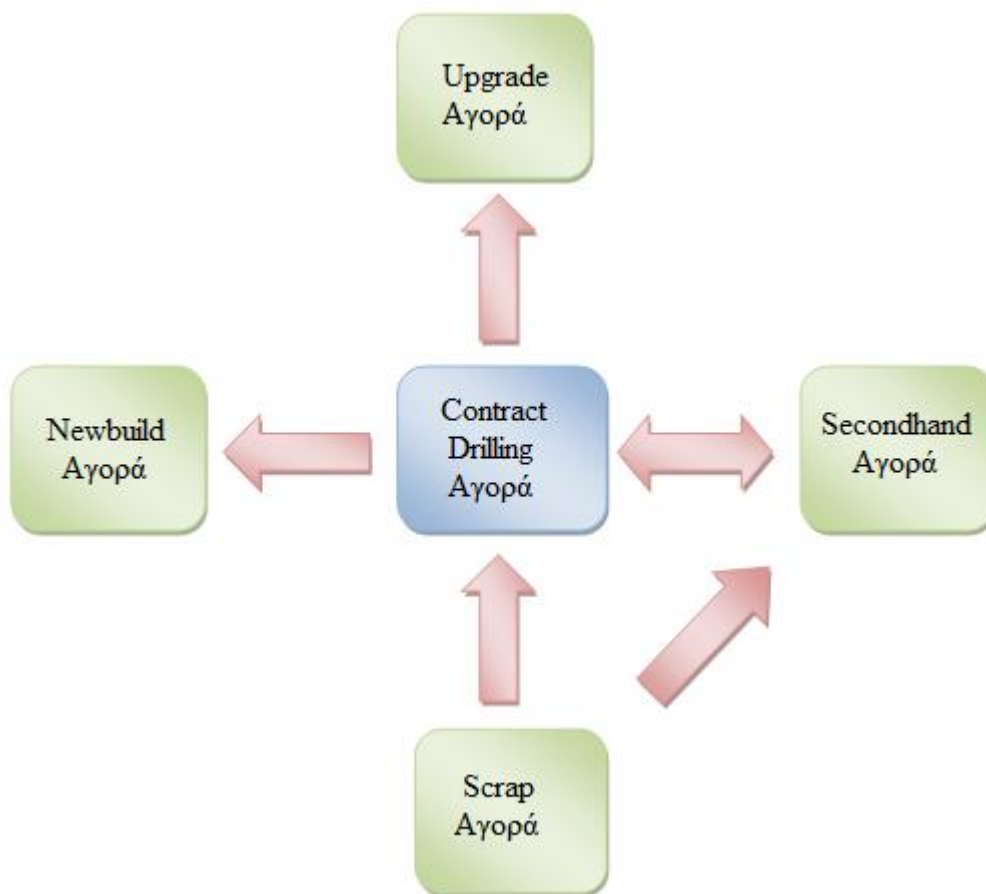 Upgrade
Αγορά
Newbuild
Αγορά
Contract
Drilling
Αγορά
Secondhand
Αγορά
Scrap
Αγορά